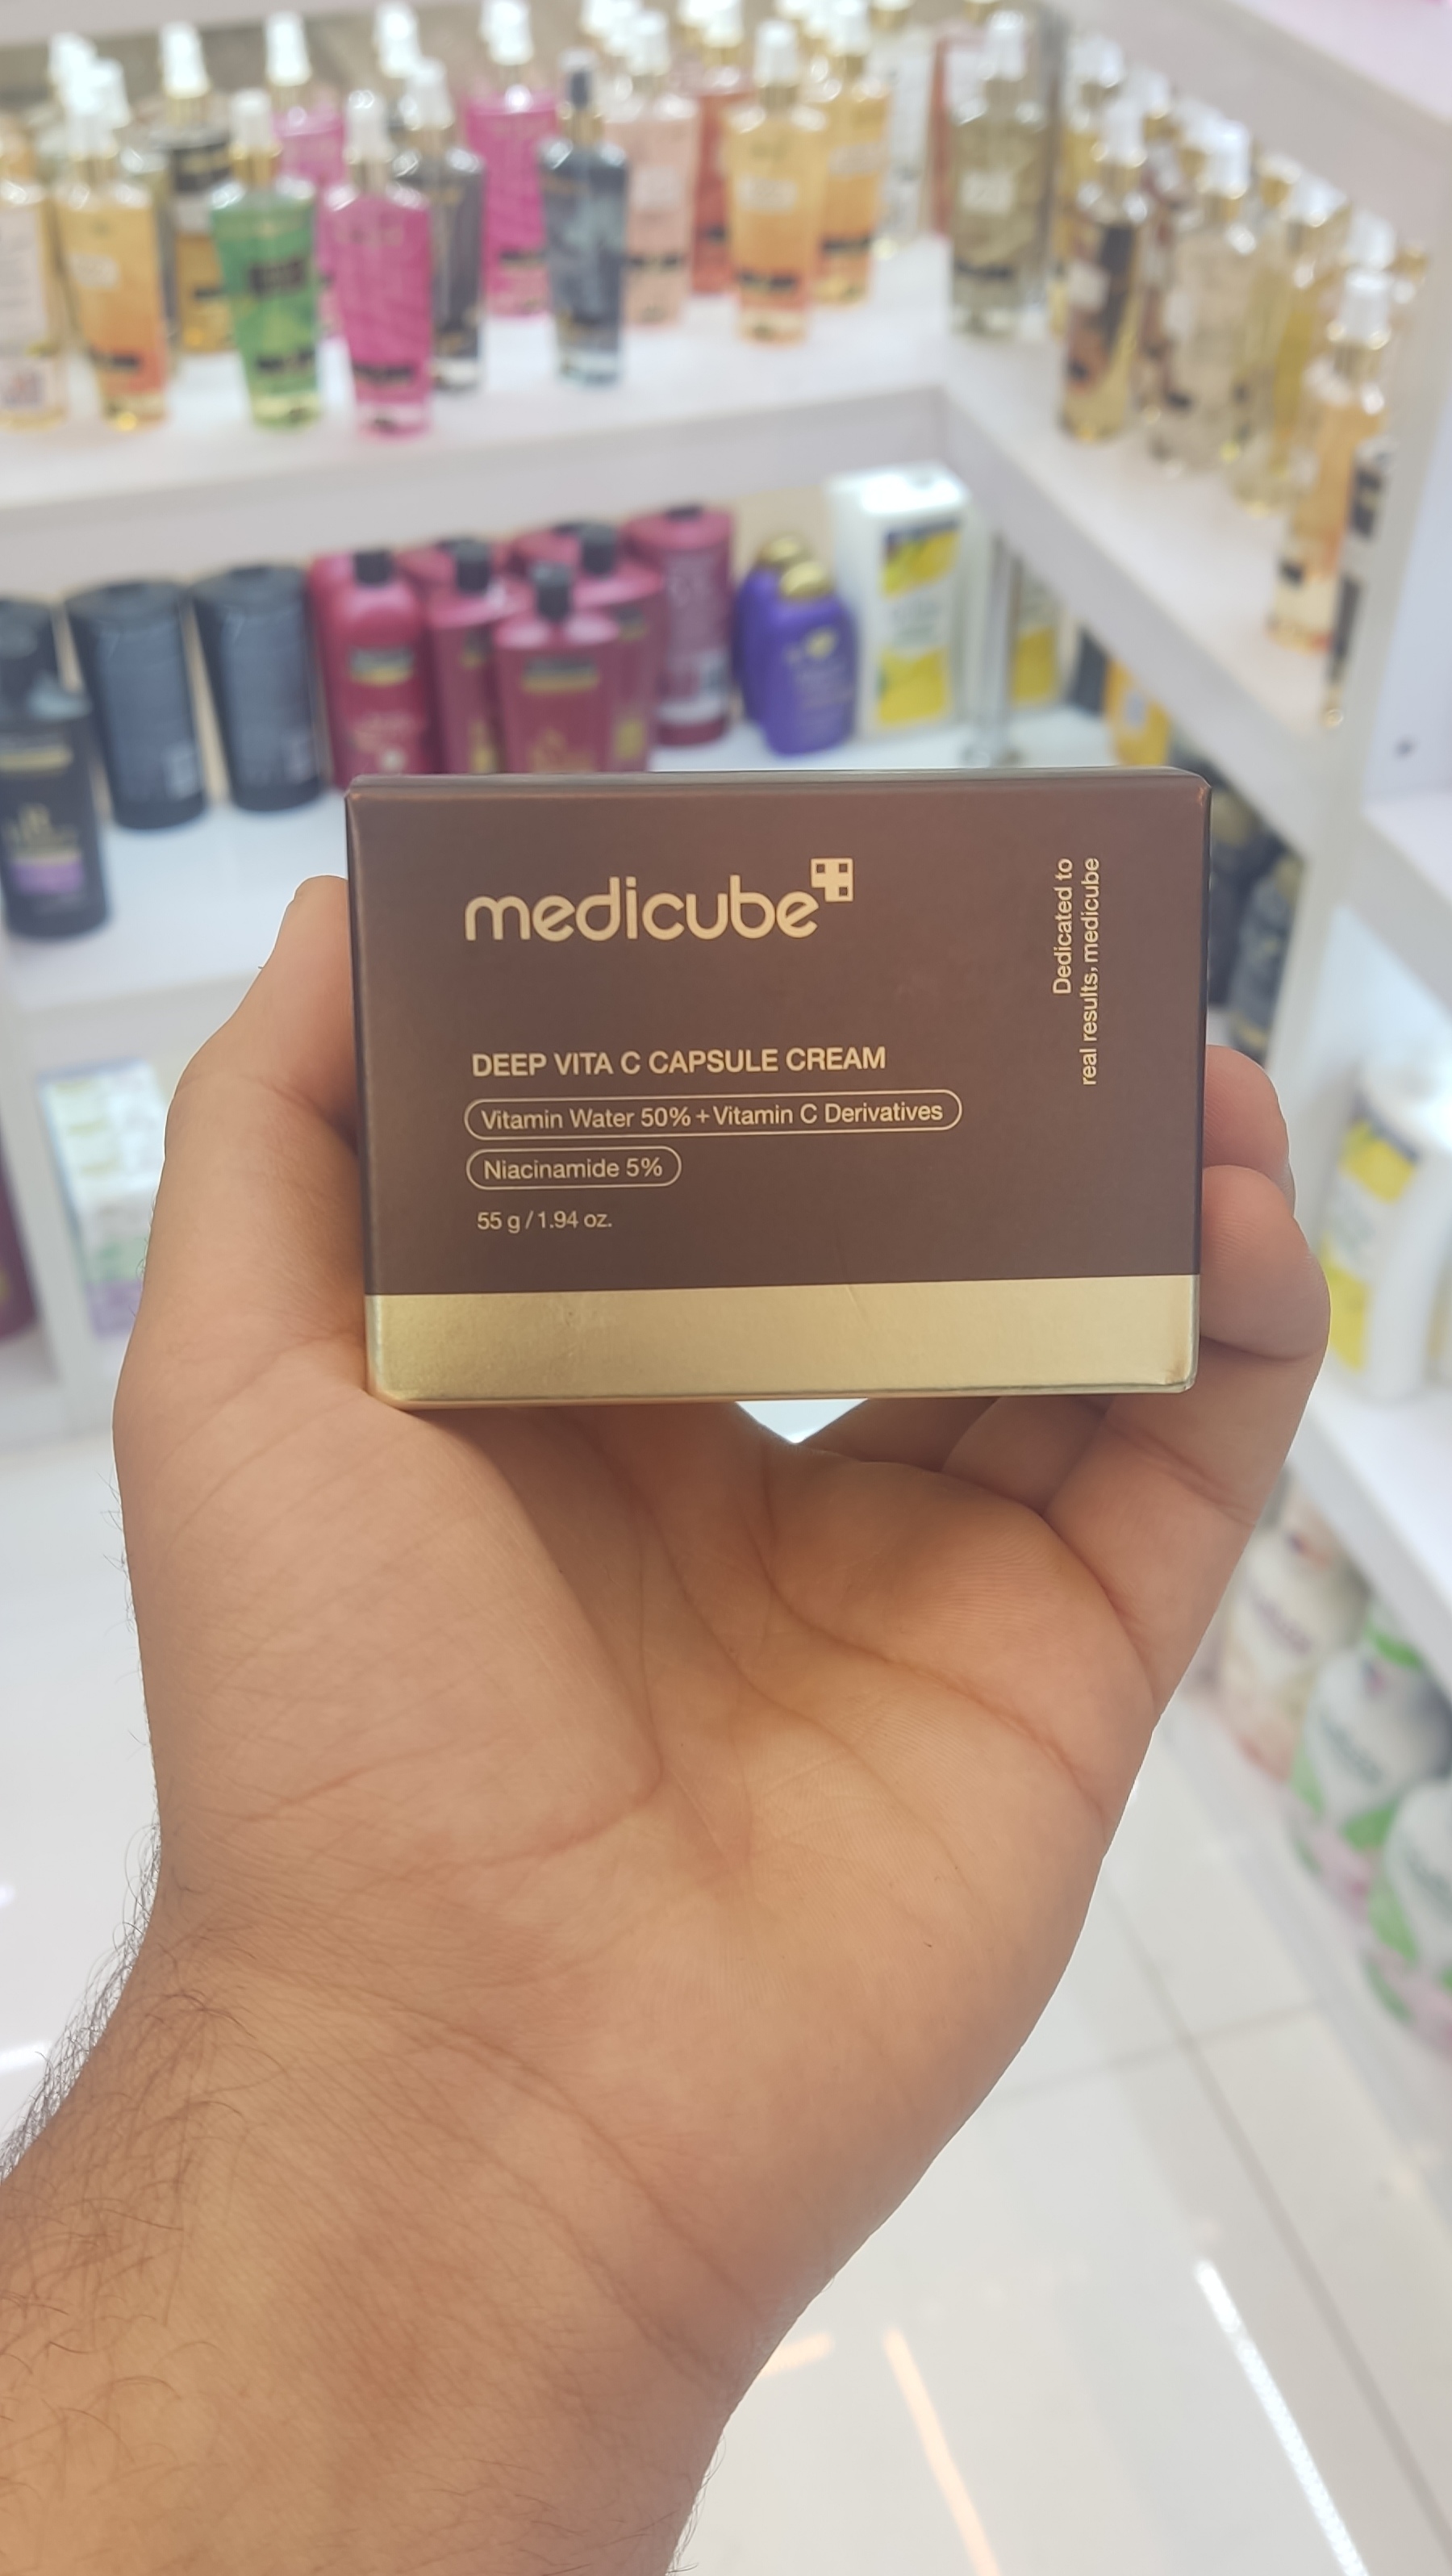 medicube
Dedicated to
real results, medicube
DEEP VITA C CAPSULE CREAM
Vitamin Water 50% + Vitamin C Derivatives
Niacinamide 5%
55 g / 1.94 oz.